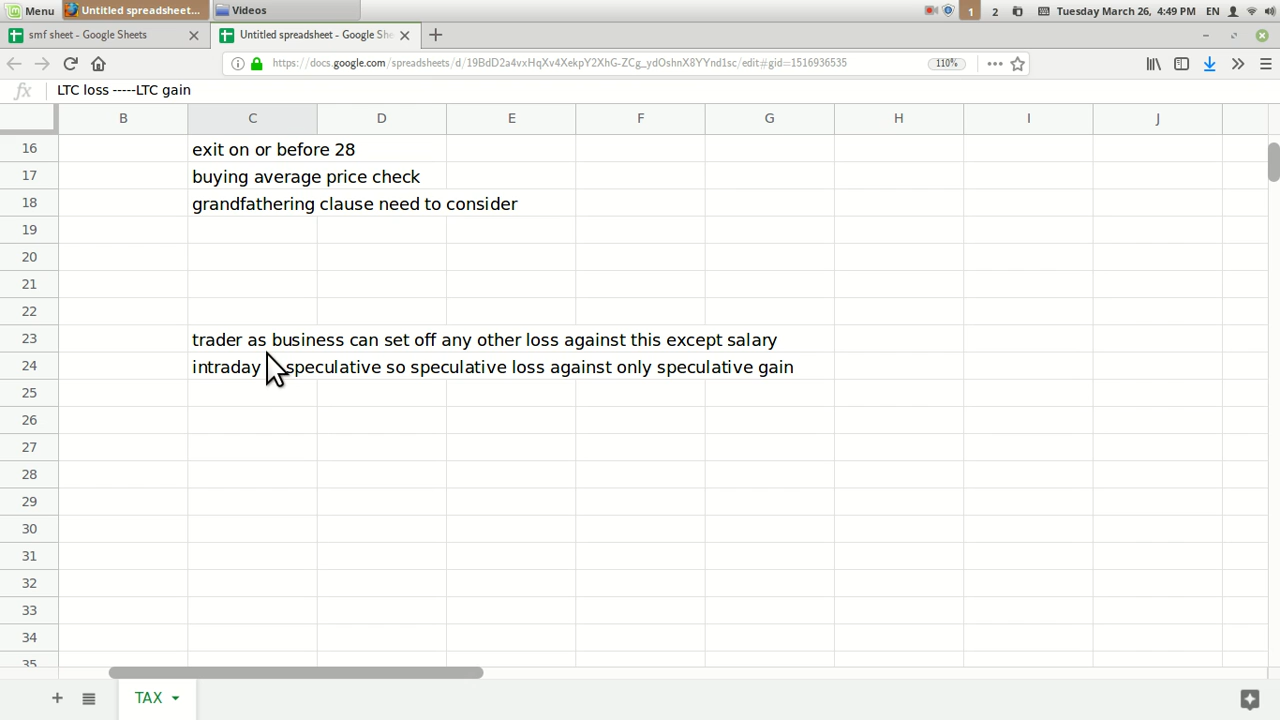 Menu Untitled spreadsheet... Videos 1 2 Tuesday March 26, 4:49 PM EN
smf sheet - Google Sheets Untitled spreadsheet - Google She
https://docs.google.com/spreadsheets/d/19BdD2a4vxHqXv4XekpY2XhG-ZCg_ydOshnX8YYnd1sc/edit#gid=1516936535 110%
fx LTC loss -----LTC gain
B C D E F G H I J
16 exit on or before 28
17 buying average price check
18 grandfathering clause need to consider
19
20
21
22
23 trader as business can set off any other loss against this except salary
24 intraday speculative so speculative loss against only speculative gain
25
26
27
28
29
30
31
32
33
34
35
TAX